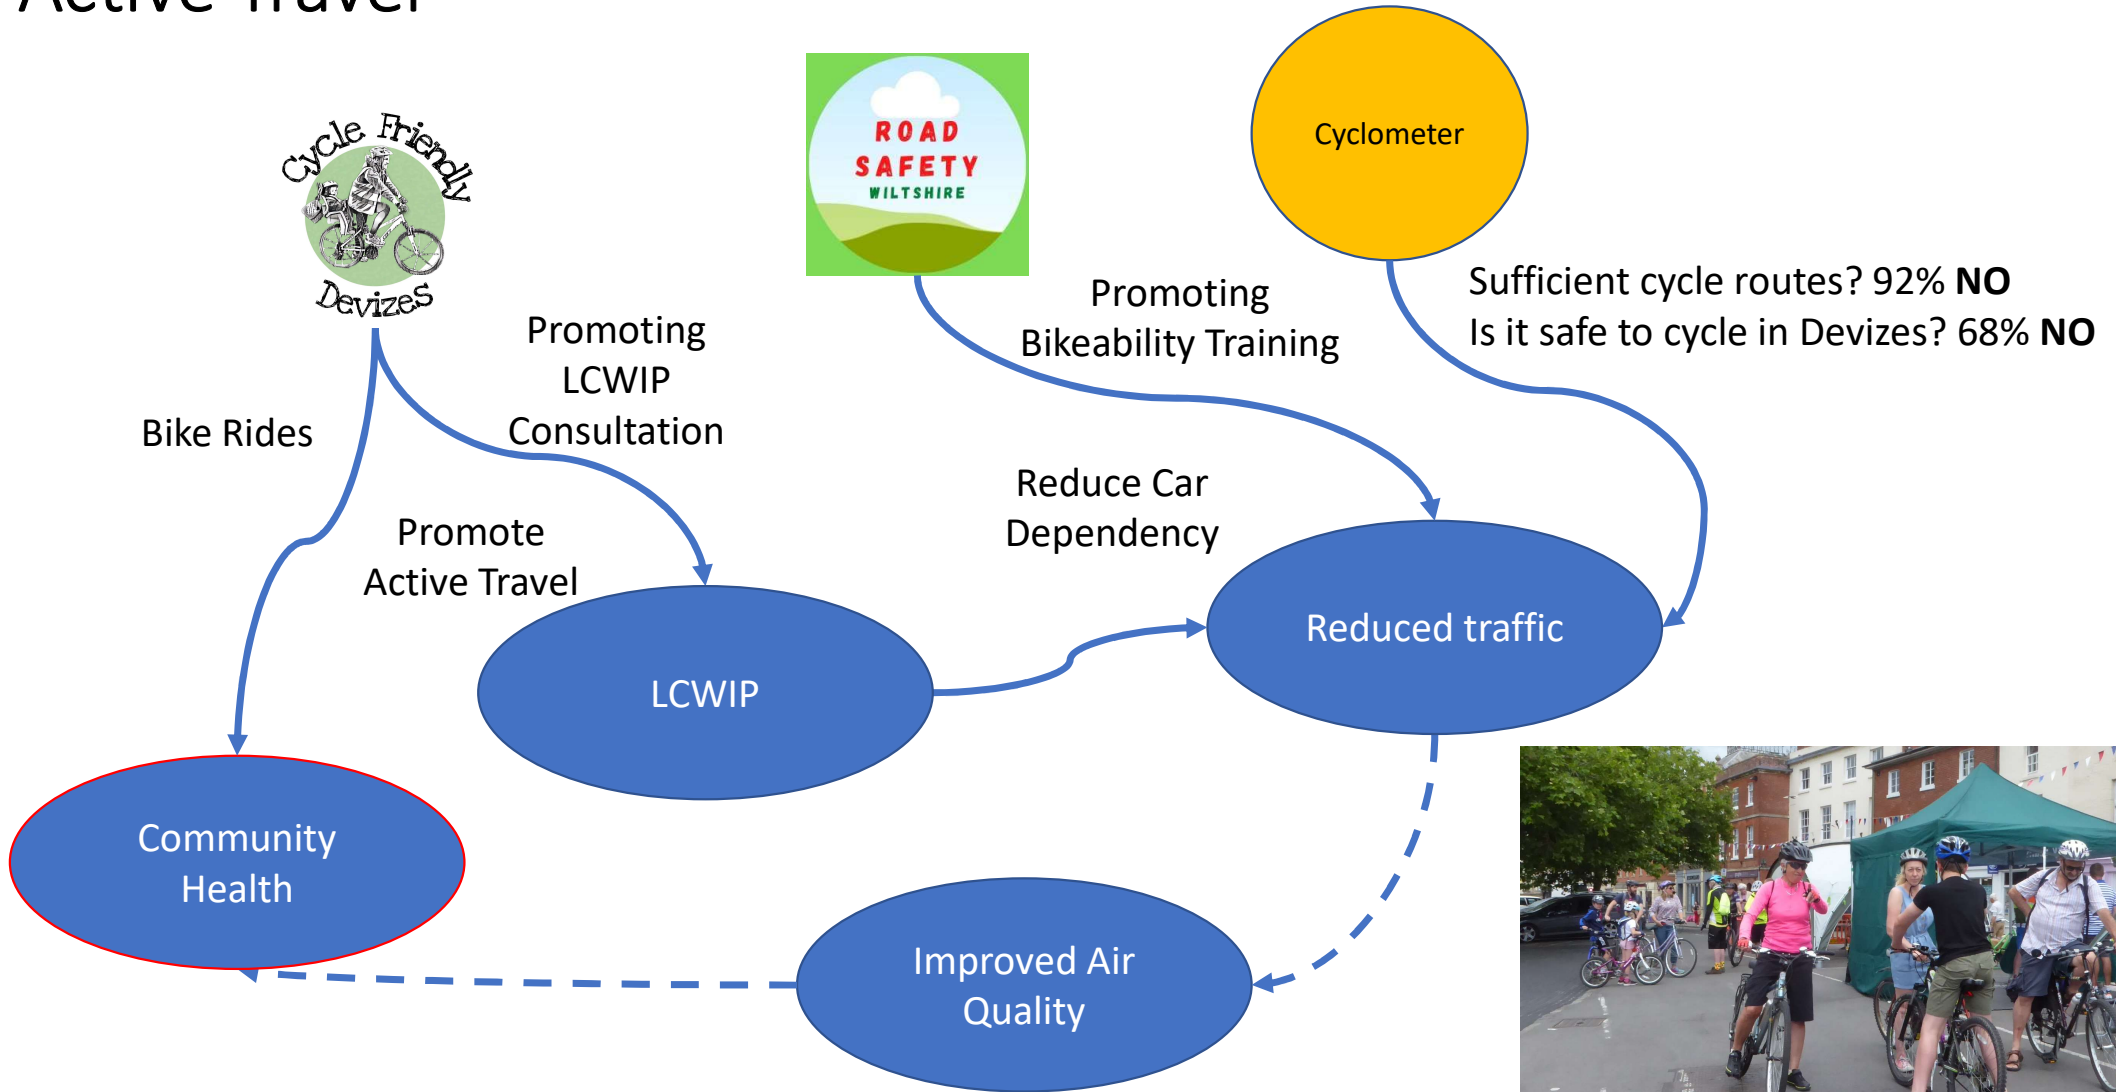 Active Travel
Cycle Friendly
Devizes
ROAD
SAFETY
WILTSHIRE
Cyclometer
Sufficient cycle routes? 92% NO
Is it safe to cycle in Devizes? 68% NO
Promoting
Bikeability Training
Promoting
LCWIP
Consultation
Bike Rides
Reduce Car
Dependency
Promote
Active Travel
Reduced traffic
LCWIP
Community
Health
Improved Air
Quality